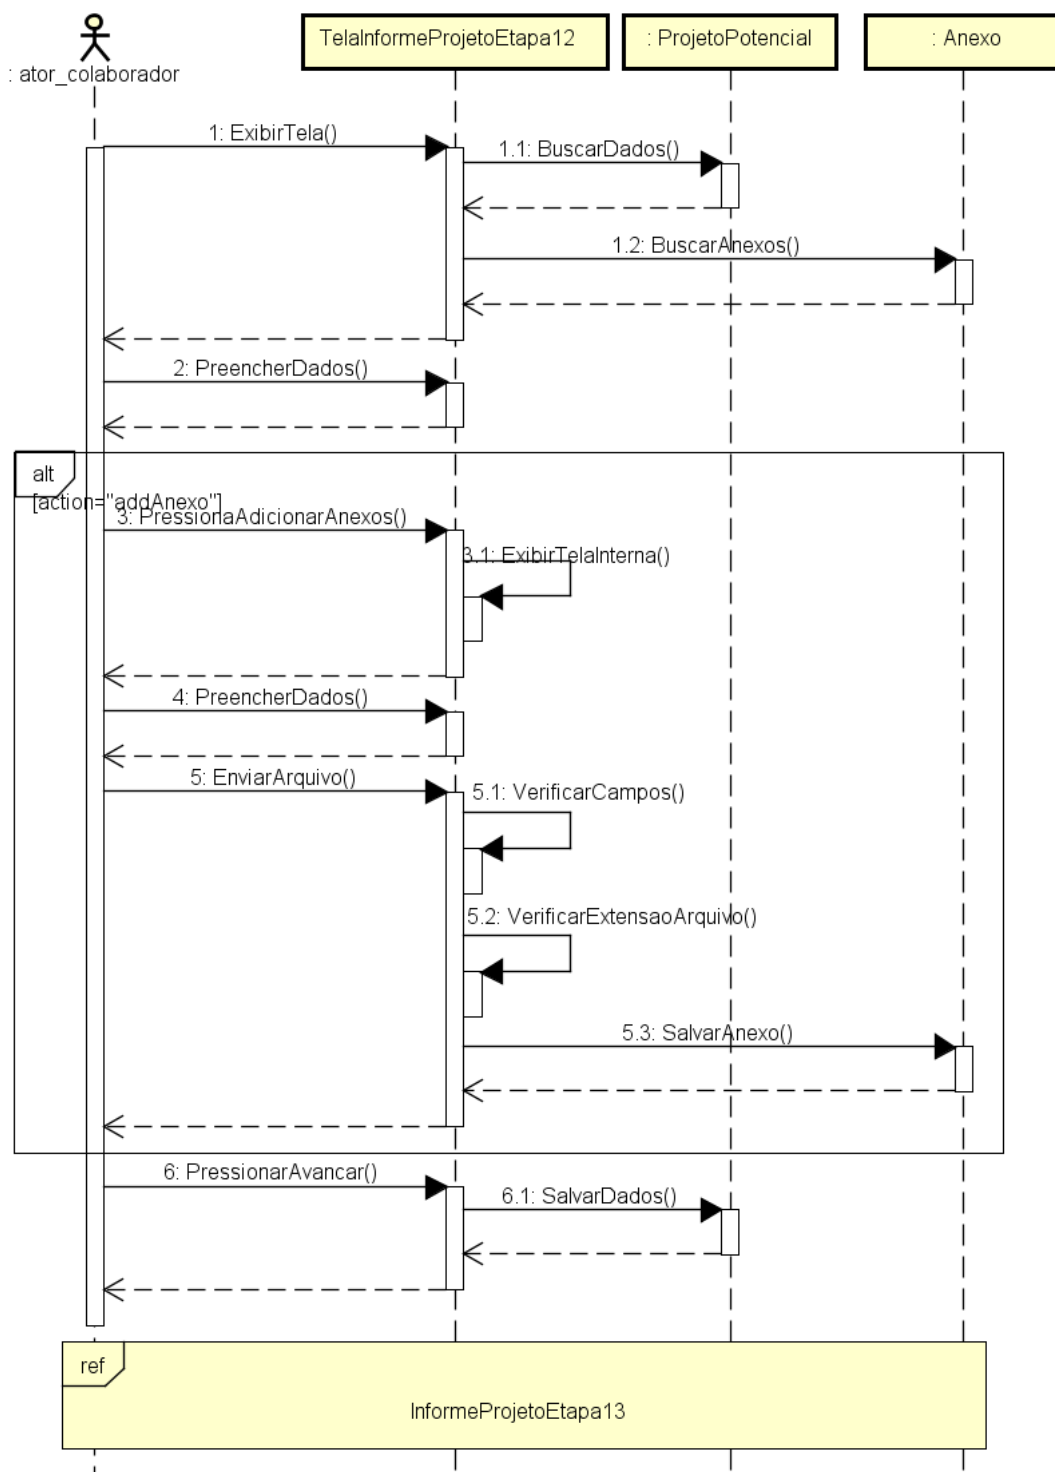 TelaInformeProjetoEtapa12
: ProjetoPotencial
: Anexo
: ator_colaborador
1: ExibirTela()
1.1: BuscarDados()
1.2: BuscarAnexos()
2: PreencherDados()
alt
[action="addAnexo"]
3: PressionaAdicionarAnexos()
3.1: ExibirTelaInterna()
4: PreencherDados()
5: EnviarArquivo()
5.1: VerificarCampos()
5.2: VerificarExtensaoArquivo()
5.3: SalvarAnexo()
6: PressionarAvancar()
6.1: SalvarDados()
ref
InformeProjetoEtapa13